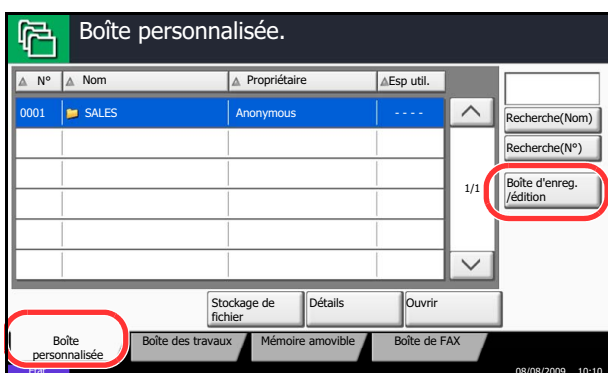 Boîte personnalisée.
N° Nom Propriétaire Esp util.
0001 SALES Anonymous - - - -
Recherche(Nom)
Recherche(N°)
1/1
Boîte d'enreg.
/édition
Stockage de
fichier
Détails
Ouvrir
Boîte
personnalisée
Boîte des travaux
Mémoire amovible
Boîte de FAX
État
08/08/2009 10:10